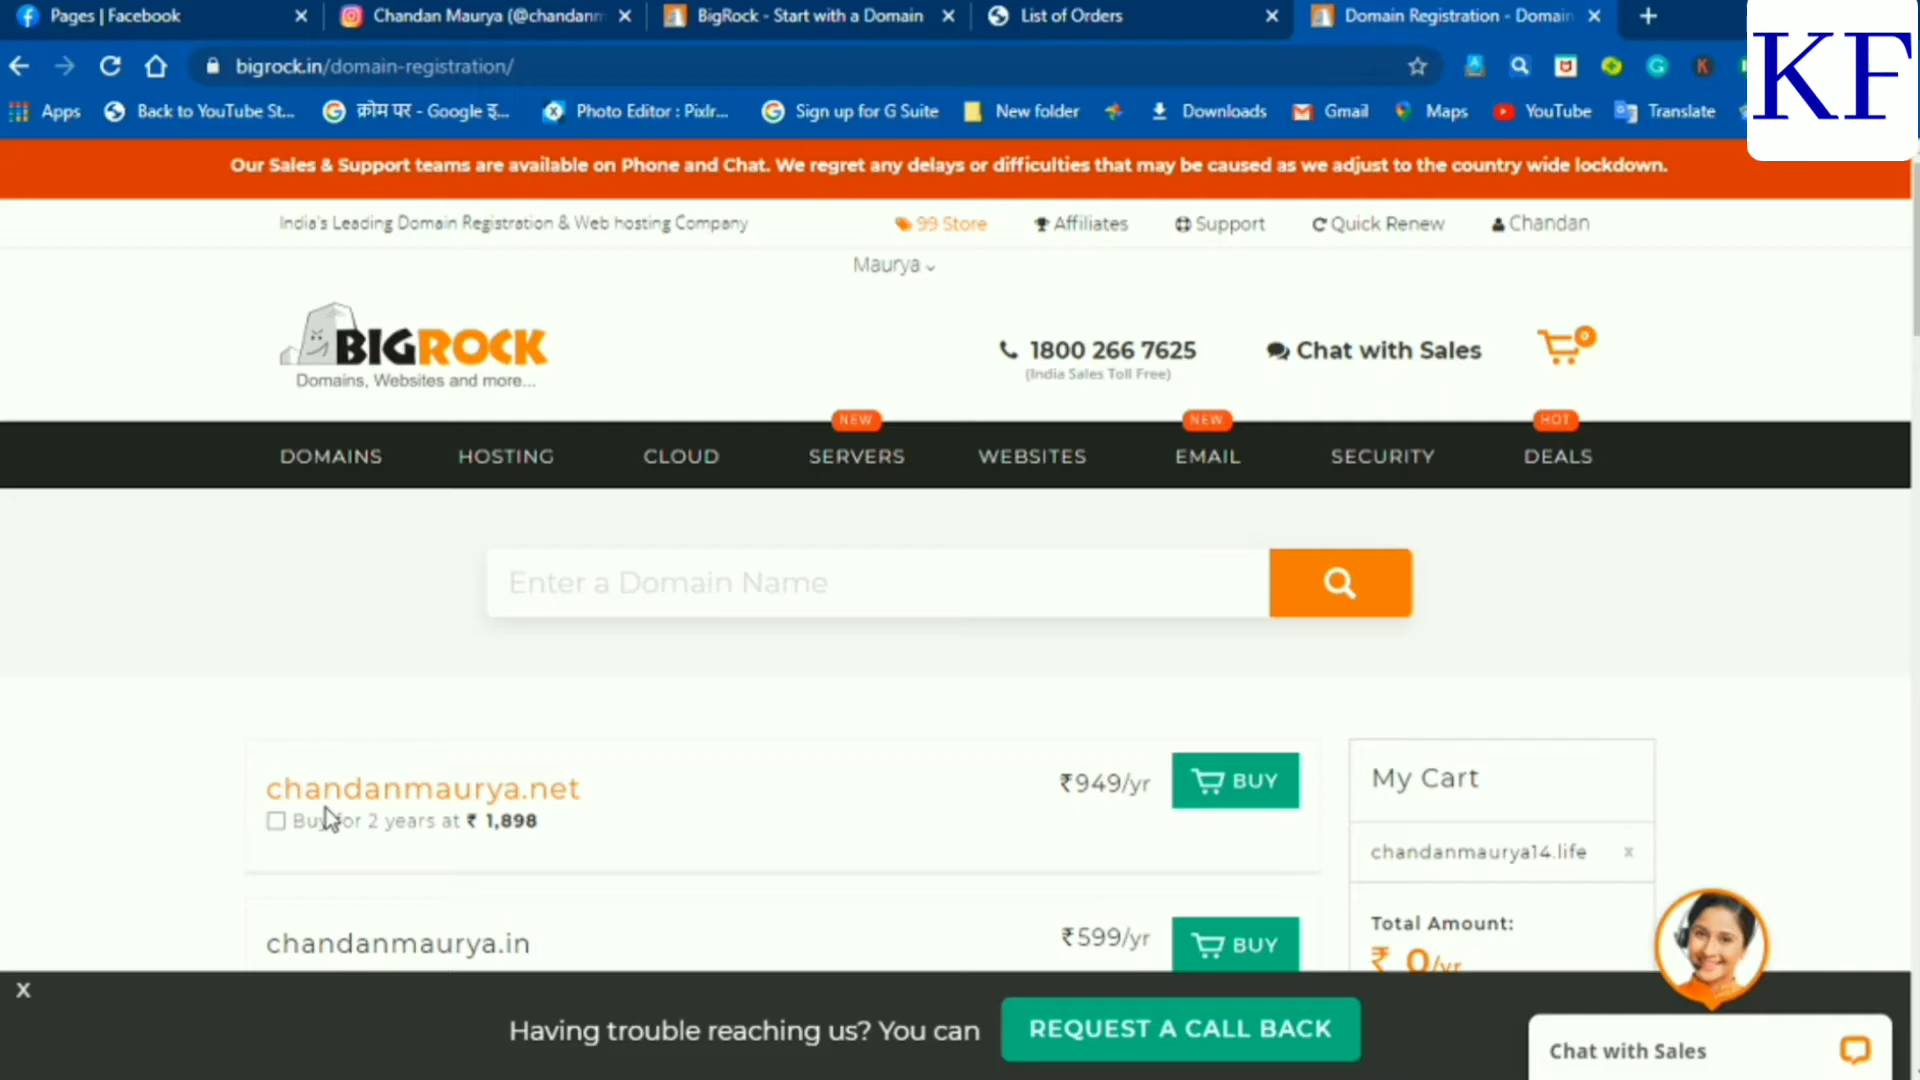 Pages | Facebook
Chandan Maurya (@chandanm
BigRock - Start with a Domain
List of Orders
Domain Registration - Domain
bigrock.in/domain-registration/
Apps
Back to YouTube St...
क्रोम पर - Google इ...
Photo Editor : Pixlr...
Sign up for G Suite
New folder
Downloads
Gmail
Maps
YouTube
Translate
KF
Our Sales & Support teams are available on Phone and Chat. We regret any delays or difficulties that may be caused as we adjust to the country wide lockdown.
India's Leading Domain Registration & Web hosting Company
99 Store
Affiliates
Support
Quick Renew
Chandan
Maurya
BIGROCK
Domains, Websites and more...
1800 266 7625
(India Sales Toll Free)
Chat with Sales
0
NEW
NEW
HOT
DOMAINS
HOSTING
CLOUD
SERVERS
WEBSITES
EMAIL
SECURITY
DEALS
Enter a Domain Name
chandanmaurya.net
₹949/yr
BUY
Buy for 2 years at ₹ 1,898
My Cart
chandanmaurya14.life
x
chandanmaurya.in
₹599/yr
BUY
Total Amount:
₹ 0/yr
x
Having trouble reaching us? You can
REQUEST A CALL BACK
Chat with Sales